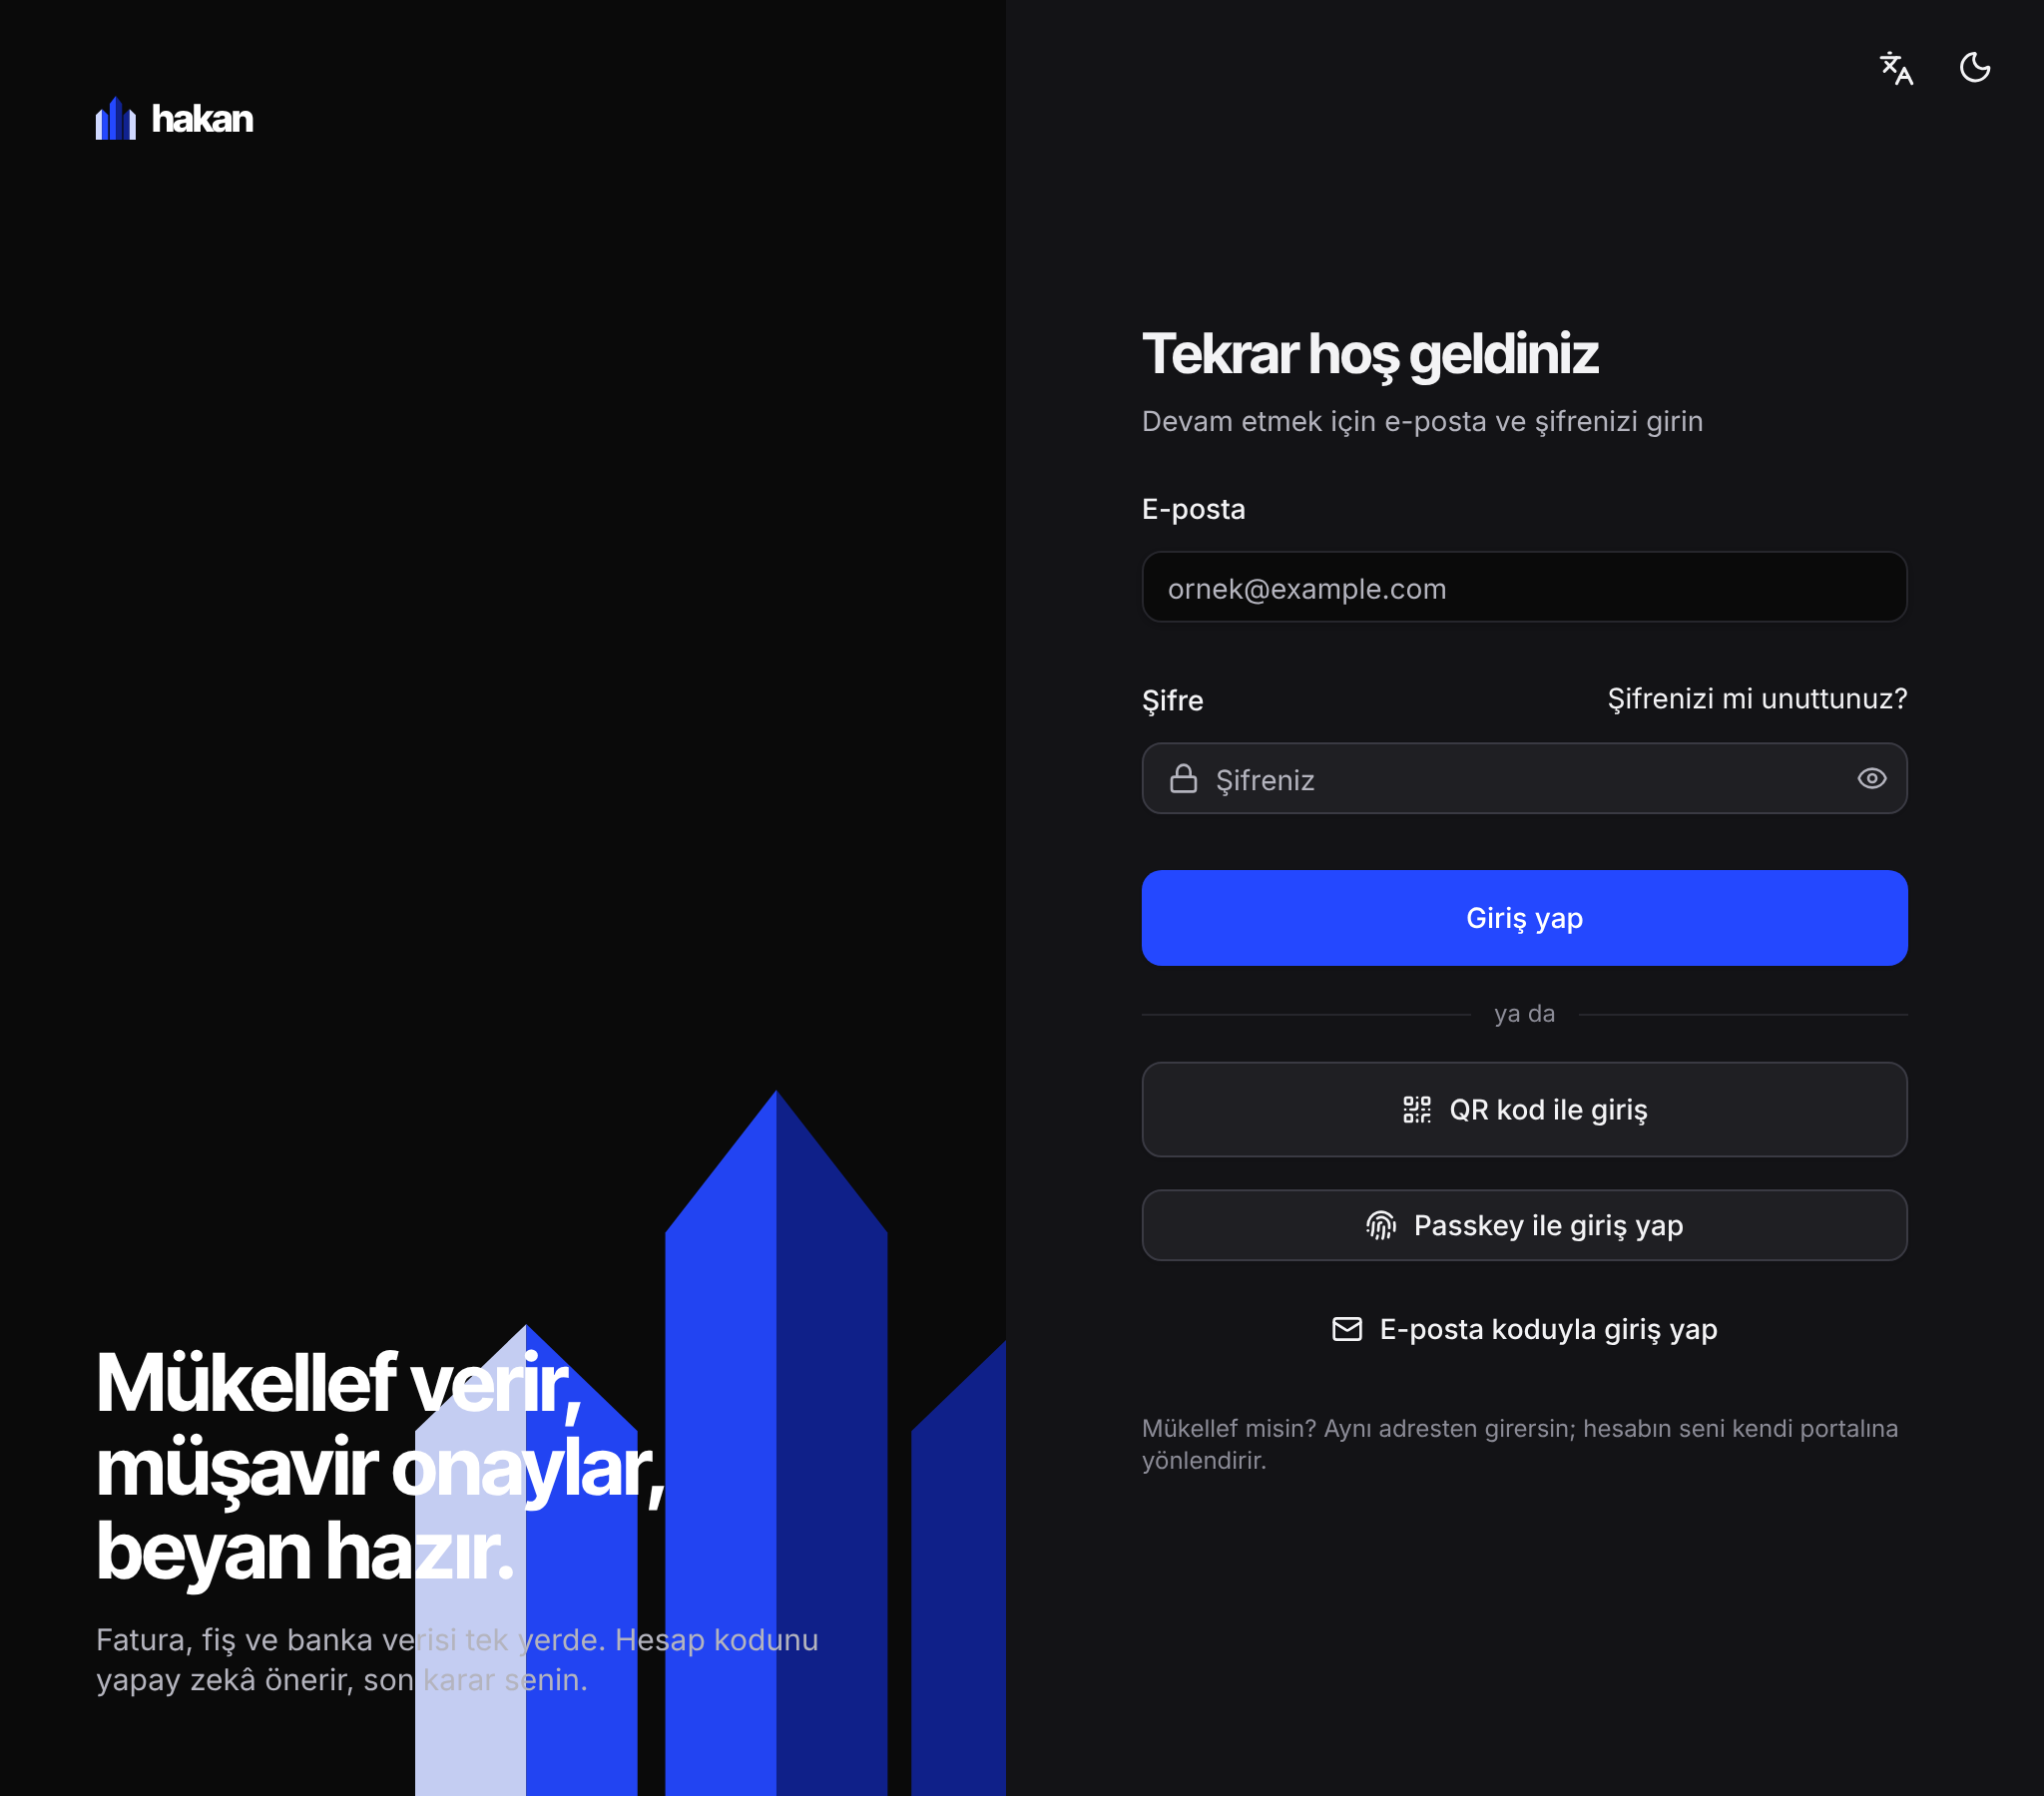 hakan
Mükellef verir,
müşavir onaylar,
beyan hazır.
Fatura, fiş ve banka verisi tek yerde. Hesap kodunu
yapay zekâ önerir, son karar senin.
Tekrar hoş geldiniz
Devam etmek için e-posta ve şifrenizi girin
E-posta
ornek@example.com
Şifre
Şifrenizi mi unuttunuz?
Şifreniz
Giriş yap
ya da
QR kod ile giriş
Passkey ile giriş yap
E-posta koduyla giriş yap
Mükellef misin? Aynı adresten girersin; hesabın seni kendi portalına
yönlendirir.